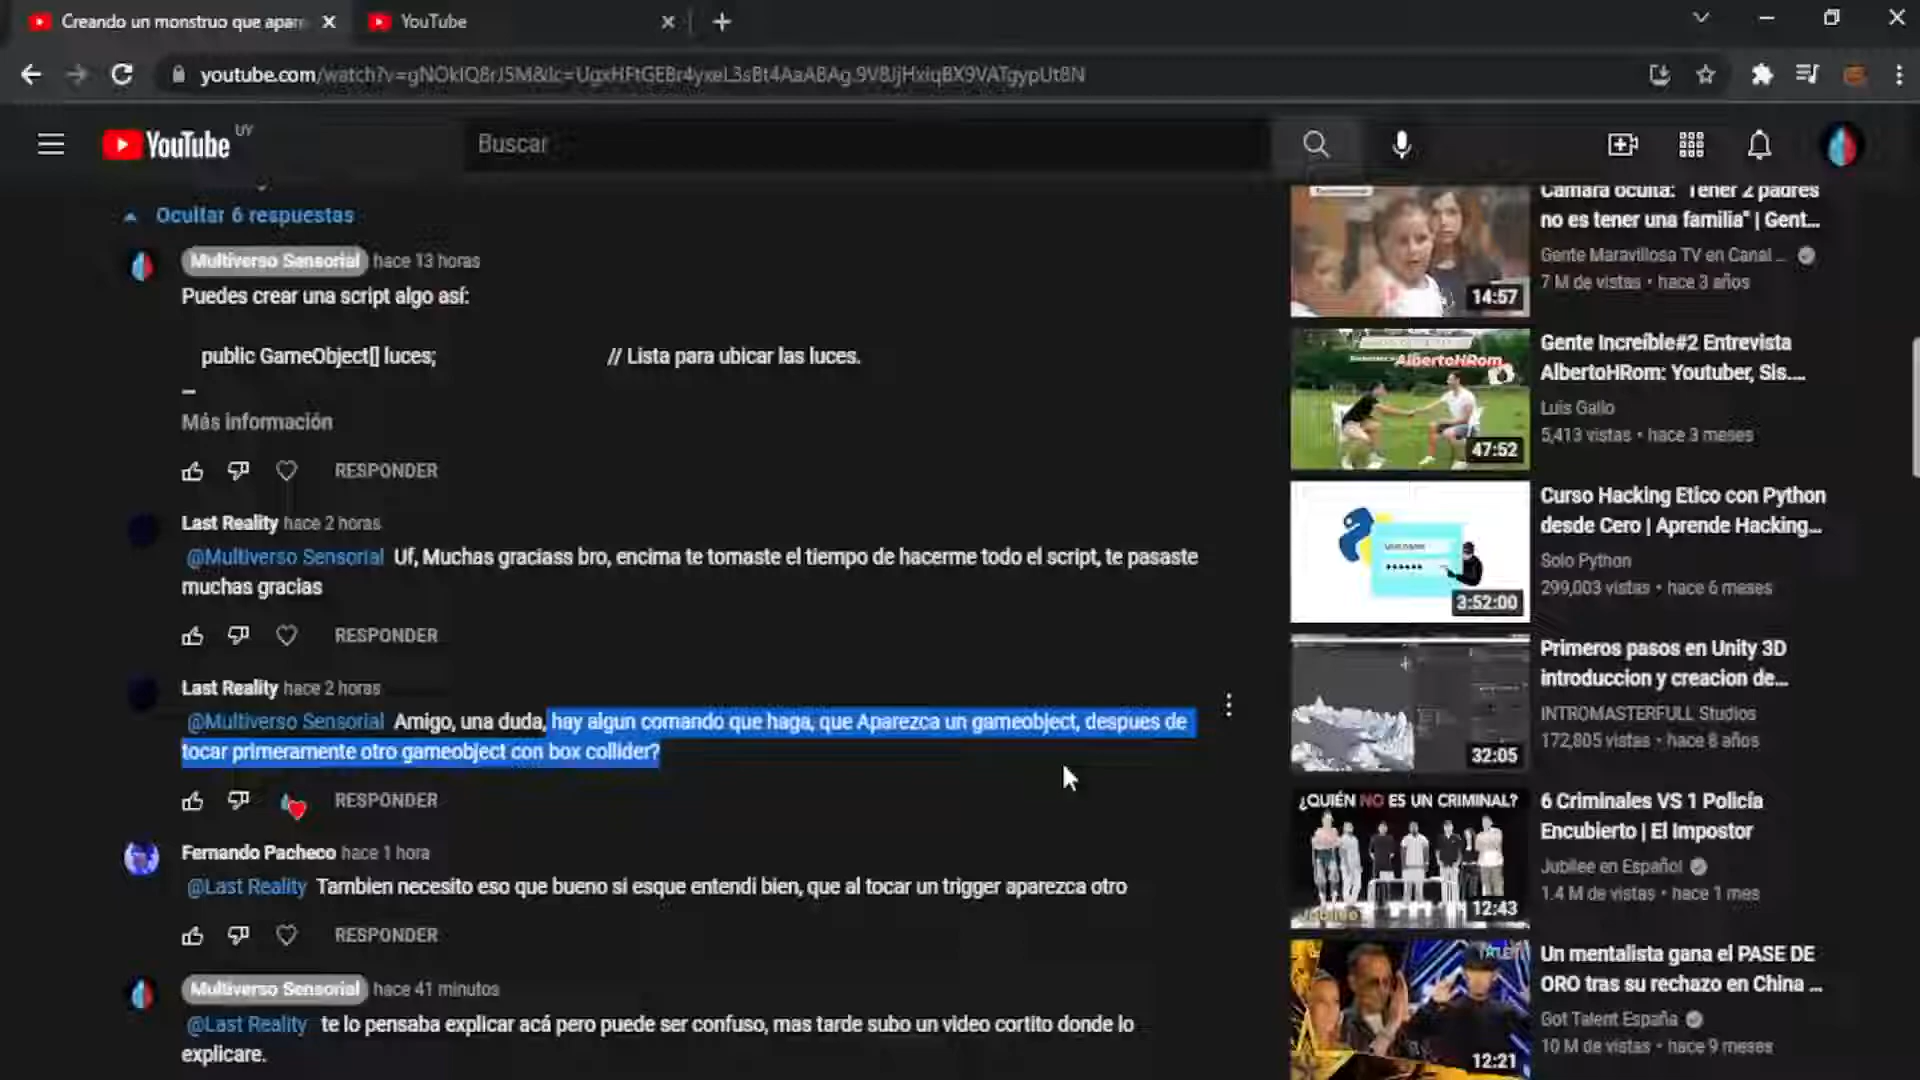 Creando un monstruo que apar
YouTube
youtube.com/watch?v=gNOkIQ8rJ5M&lc=UgxHFtGEBr4yxeL3sBt4AaABAg.9V8JjHxiqBX9VATgypUt8N
YouTube UY
Buscar
Ocultar 6 respuestas
Multiverso Sensorial hace 13 horas
Puedes crear una script algo así:
public GameObject[] luces; // Lista para ubicar las luces.
Más información
RESPONDER
Last Reality hace 2 horas
@Multiverso Sensorial Uf, Muchas graciass bro, encima te tomaste el tiempo de hacerme todo el script, te pasaste
muchas gracias
RESPONDER
Last Reality hace 2 horas
@Multiverso Sensorial Amigo, una duda, hay algun comando que haga, que Aparezca un gameobject, despues de
tocar primeramente otro gameobject con box collider?
RESPONDER
Fernando Pacheco hace 1 hora
@Last Reality Tambien necesito eso que bueno si esque entendi bien, que al tocar un trigger aparezca otro
RESPONDER
Multiverso Sensorial hace 41 minutos
@Last Reality te lo pensaba explicar acá pero puede ser confuso, mas tarde subo un video cortito donde lo
explicare.
Cámara oculta: "Tener 2 padres
no es tener una familia" | Gent...
Gente Maravillosa TV en Canal ...
7 M de vistas • hace 3 años
14:57
AlbertoHRom
47:52
Gente Increíble#2 Entrevista
AlbertoHRom: Youtuber, Sis....
Luis Gallo
5,413 vistas • hace 3 meses
3:52:00
Curso Hacking Etico con Python
desde Cero | Aprende Hacking...
Solo Python
299,003 vistas • hace 6 meses
32:05
Primeros pasos en Unity 3D
introduccion y creacion de...
INTROMASTERFULL Studios
172,805 vistas • hace 8 años
¿QUIÉN NO ES UN CRIMINAL?
Jubilee
12:43
6 Criminales VS 1 Policía
Encubierto | El Impostor
Jubilee en Español
1.4 M de vistas • hace 1 mes
12:21
Un mentalista gana el PASE DE
ORO tras su rechazo en China ...
Got Talent España
10 M de vistas • hace 9 meses